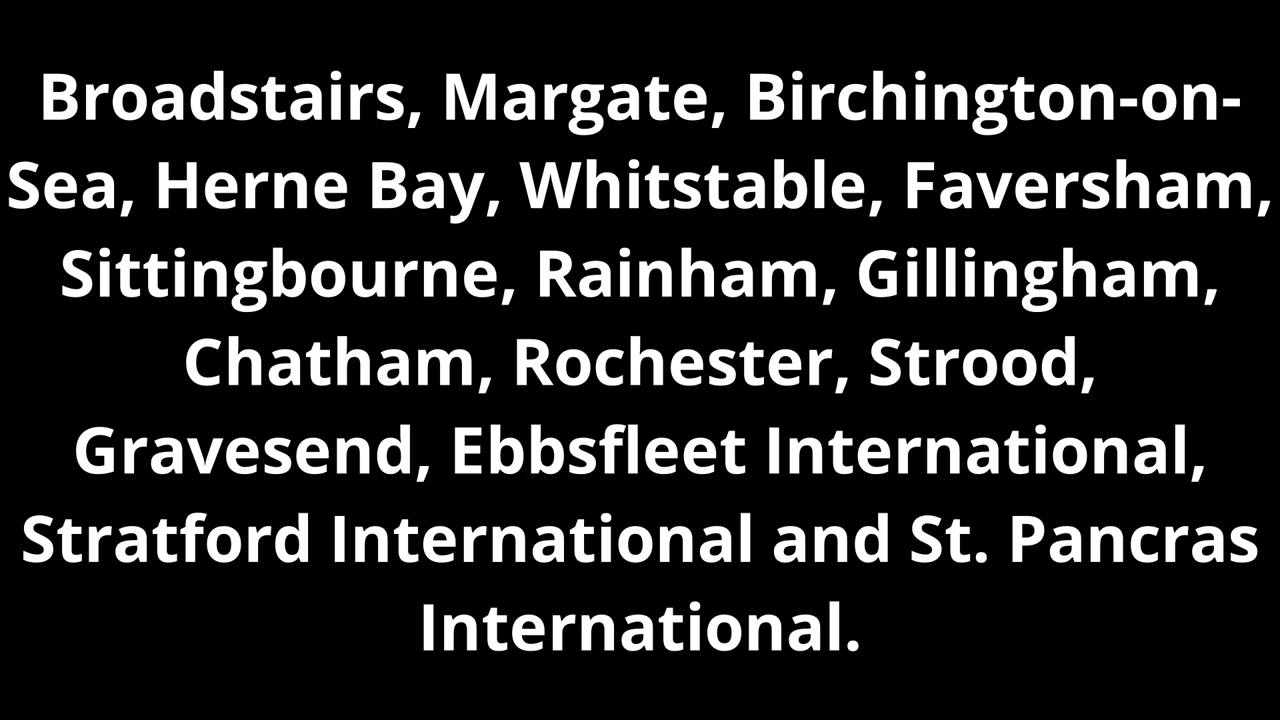 Broadstairs, Margate, Birchington-on-
Sea, Herne Bay, Whitstable, Faversham,
Sittingbourne, Rainham, Gillingham,
Chatham, Rochester, Strood,
Gravesend, Ebbsfleet International,
Stratford International and St. Pancras
International.